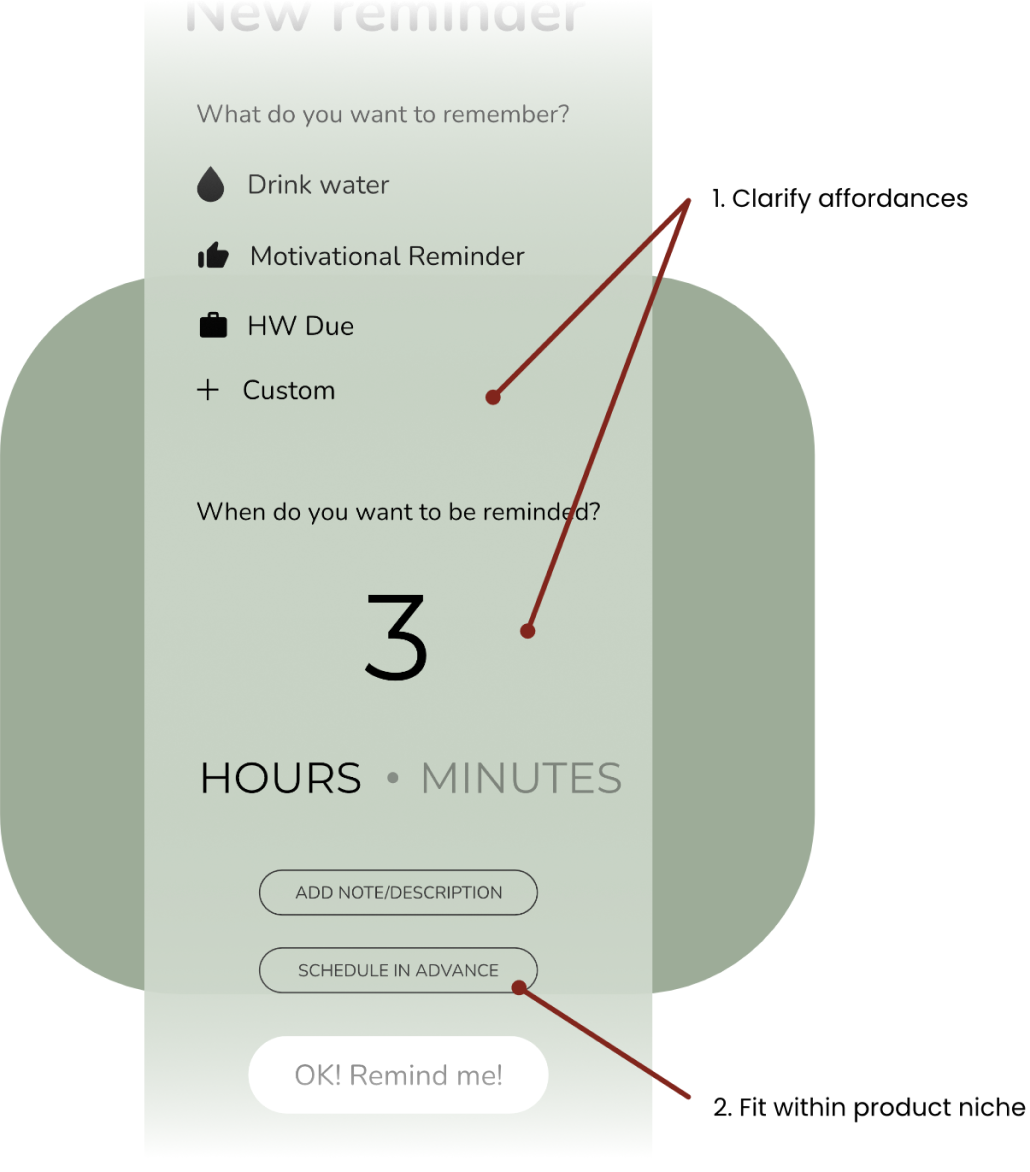 New reminder
What do you want to remember?
Drink water
1. Clarify affordances
Motivational Reminder
HW Due
Custom
When do you want to be reminded?
3
HOURS • MINUTES
ADD NOTE/DESCRIPTION
SCHEDULE IN ADVANCE
OK! Remind me!
2. Fit within product niche